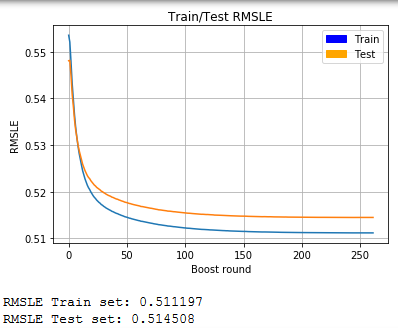 Train/Test RMSLE
Train
Test
0.55
0.54
0.53
0.52
0.51
RMSLE
0 50 100 150 200 250
Boost round
RMSLE Train set: 0.511197
RMSLE Test set: 0.514508